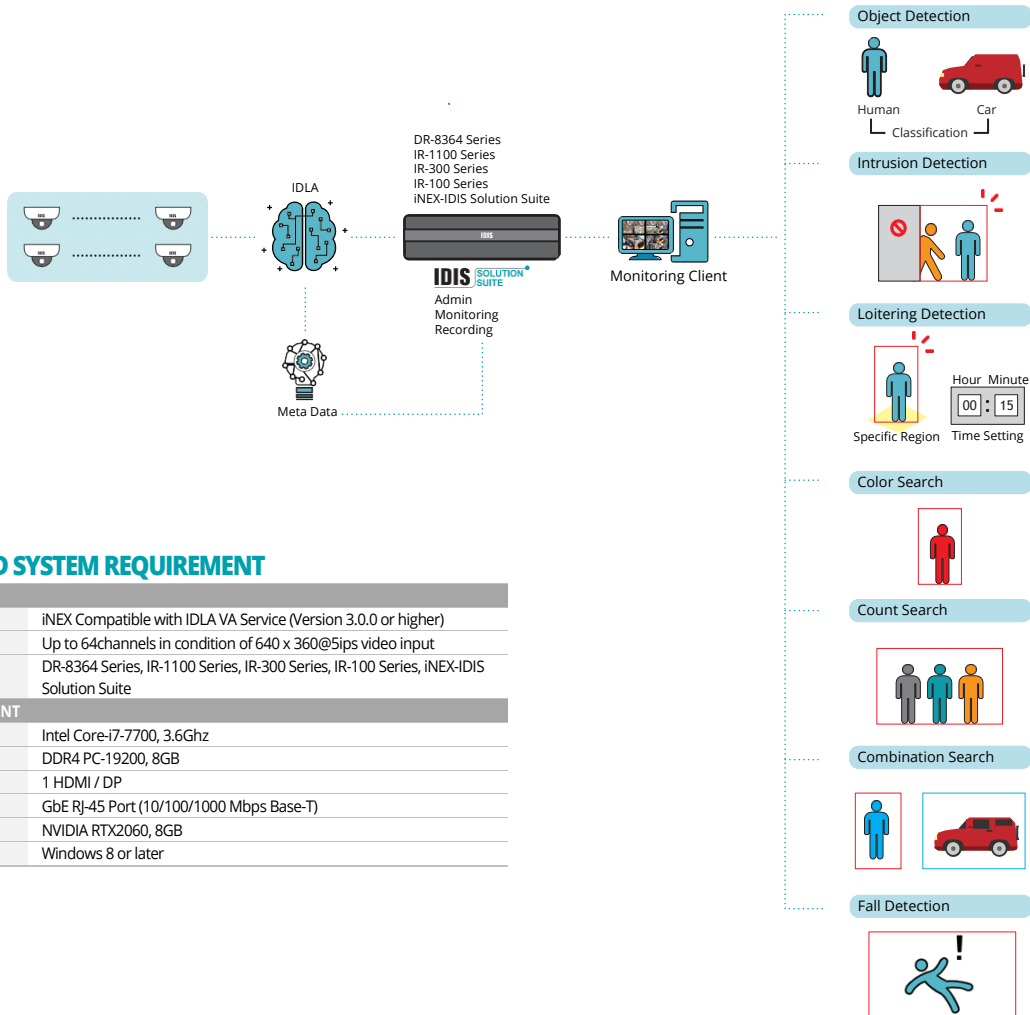 DR-8364 Series
IR-1100 Series
IR-300 Series
IR-100 Series
iNEX-IDIS Solution Suite
IDLA
IDIS
IDIS SOLUTION SUITE
Admin
Monitoring
Recording
Monitoring Client
Meta Data
Object Detection
Human
Car
Classification
Intrusion Detection
Loitering Detection
Hour Minute
00 : 15
Specific Region
Time Setting
Color Search
Count Search
Combination Search
Fall Detection
!
D SYSTEM REQUIREMENT
iNEX Compatible with IDLA VA Service (Version 3.0.0 or higher)
Up to 64channels in condition of 640 x 360@5ips video input
DR-8364 Series, IR-1100 Series, IR-300 Series, IR-100 Series, iNEX-IDIS
Solution Suite
NT
Intel Core-i7-7700, 3.6Ghz
DDR4 PC-19200, 8GB
1 HDMI / DP
GbE RJ-45 Port (10/100/1000 Mbps Base-T)
NVIDIA RTX2060, 8GB
Windows 8 or later